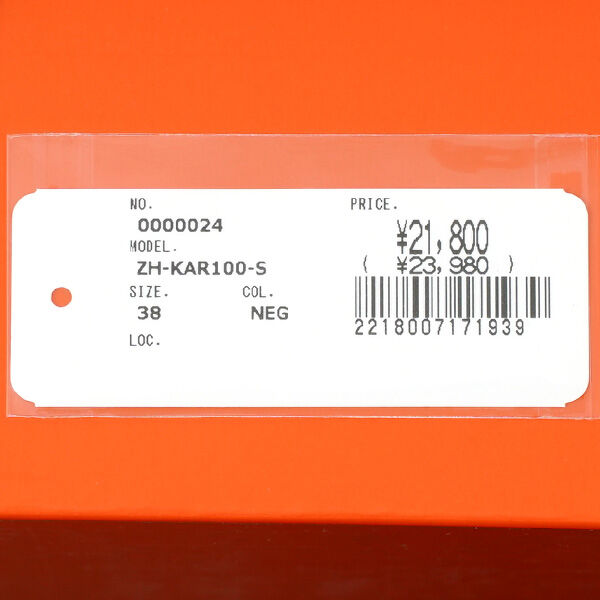 NO.
0000024
MODEL.
ZH-KAR100-S
SIZE. COL.
38 NEG
LOC.
PRICE.
¥21,800
( ¥23,980 )
2218007171939